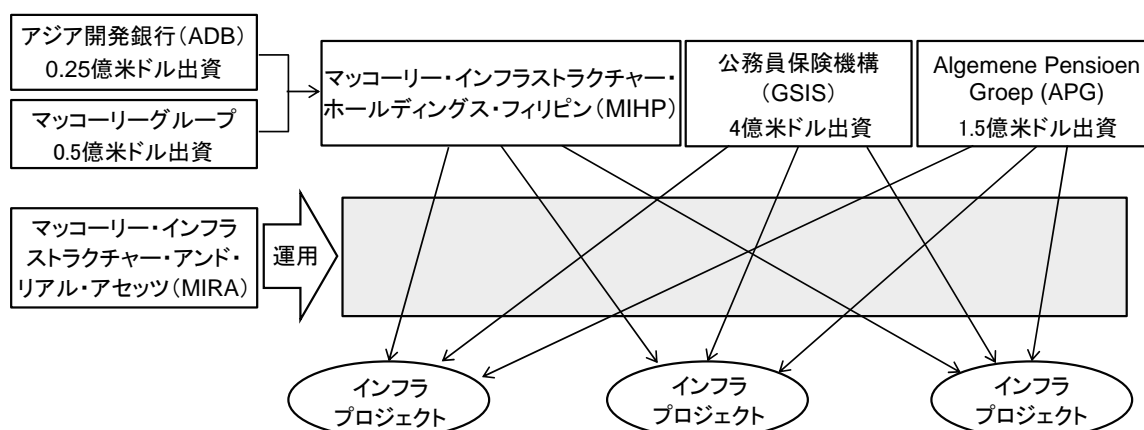 アジア開発銀行(ADB)
0.25億米ドル出資
マッコーリーグループ
0.5億米ドル出資
マッコーリー・インフラストラクチャー・
ホールディングス・フィリピン(MIHP)
公務員保険機構
(GSIS)
4億米ドル出資
Algemene Pensioen
Groep (APG)
1.5億米ドル出資
マッコーリー・インフラ
ストラクチャー・アンド・
リアル・アセッツ(MIRA)
運用
インフラ
プロジェクト
インフラ
プロジェクト
インフラ
プロジェクト